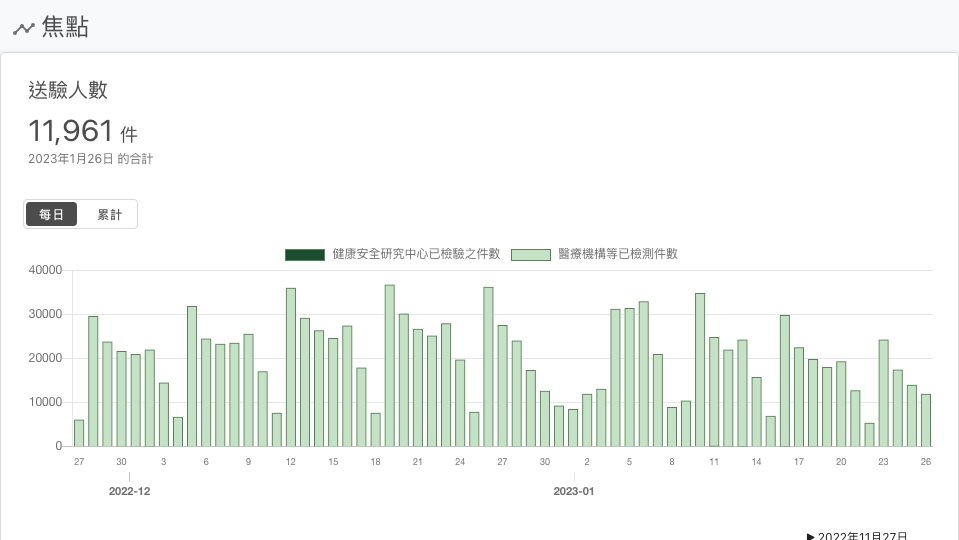 焦點
送驗人數
11,961 件
2023年1月26日 的合計
每日 累計
健康安全研究中心已檢驗之件數 醫療機構等已檢測件數
40000
30000
20000
10000
0
27 30 3 6 9 12 15 18 21 24 27 30 2 5 8 11 14 17 20 23 26
2022-12 2023-01
▶ 2022年11月27日